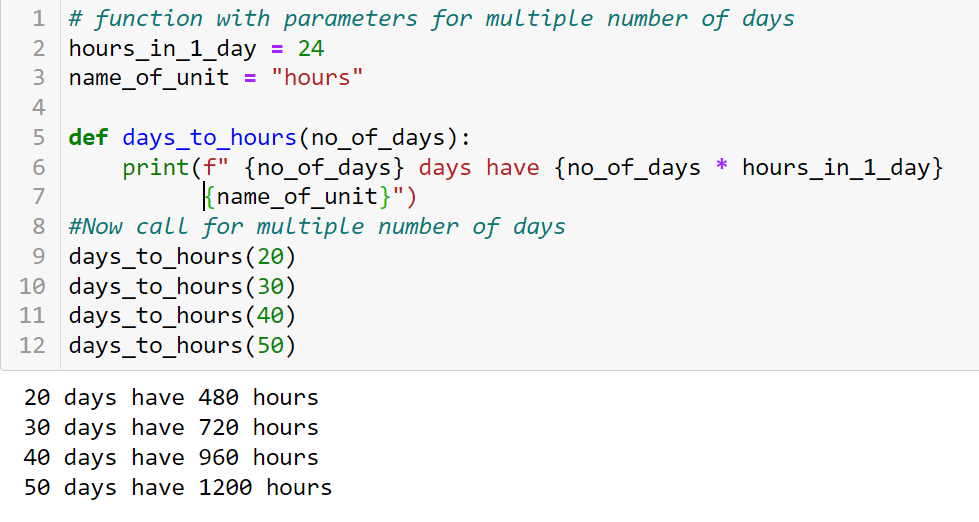 1 # function with parameters for multiple number of days
2 hours_in_1_day = 24
3 name_of_unit = "hours"
4
5 def days_to_hours(no_of_days):
6     print(f" {no_of_days} days have {no_of_days * hours_in_1_day}
7           {name_of_unit}")
8 #Now call for multiple number of days
9 days_to_hours(20)
10 days_to_hours(30)
11 days_to_hours(40)
12 days_to_hours(50)
20 days have 480 hours
30 days have 720 hours
40 days have 960 hours
50 days have 1200 hours